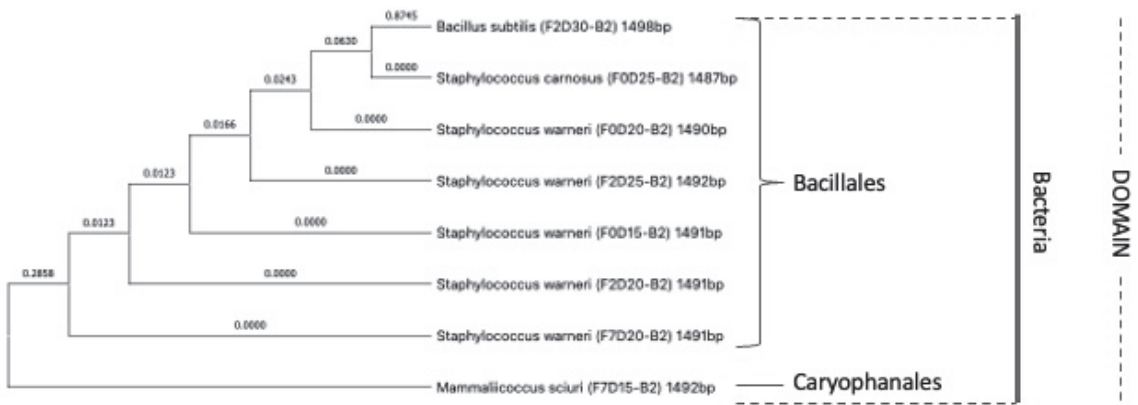 0.8745
Bacillus subtilis (F2D30-B2) 1498bp
0.0630
0.0000
Staphylococcus carnosus (F0D25-B2) 1487bp
0.0243
0.0000
Staphylococcus warneri (F0D20-B2) 1490bp
0.0166
0.0000
Staphylococcus warneri (F2D25-B2) 1492bp
0.0123
0.0000
Staphylococcus warneri (F0D15-B2) 1491bp
0.0123
0.0000
Staphylococcus warneri (F2D20-B2) 1491bp
0.2858
0.0000
Staphylococcus warneri (F7D20-B2) 1491bp
Mammaliicoccus sciuri (F7D15-B2) 1492bp
Bacillales
Caryophanales
Bacteria
DOMAIN